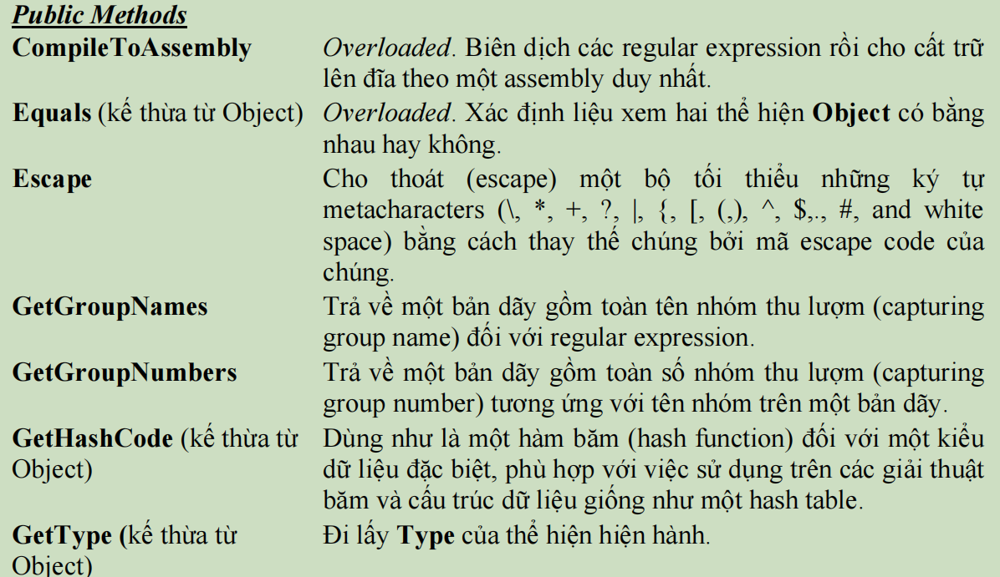 Public Methods
CompileToAssembly Overloaded. Biên dịch các regular expression rồi cho cất trữ
lên đĩa theo một assembly duy nhất.
Equals (kế thừa từ Object) Overloaded. Xác định liệu xem hai thể hiện Object có bằng
nhau hay không.
Escape Cho thoát (escape) một bộ tối thiểu những ký tự
metacharacters (\, *, +, ?, |, {, [, (,), ^, $,., #, and white
space) bằng cách thay thế chúng bởi mã escape code của
chúng.
GetGroupNames Trả về một bản dãy gồm toàn tên nhóm thu lượm (capturing
group name) đối với regular expression.
GetGroupNumbers Trả về một bản dãy gồm toàn số nhóm thu lượm (capturing
group number) tương ứng với tên nhóm trên một bản dãy.
GetHashCode (kế thừa từ Dùng như là một hàm băm (hash function) đối với một kiểu
Object) dữ liệu đặc biệt, phù hợp với việc sử dụng trên các giải thuật
băm và cấu trúc dữ liệu giống như một hash table.
GetType (kế thừa từ Đi lấy Type của thể hiện hiện hành.
Object)